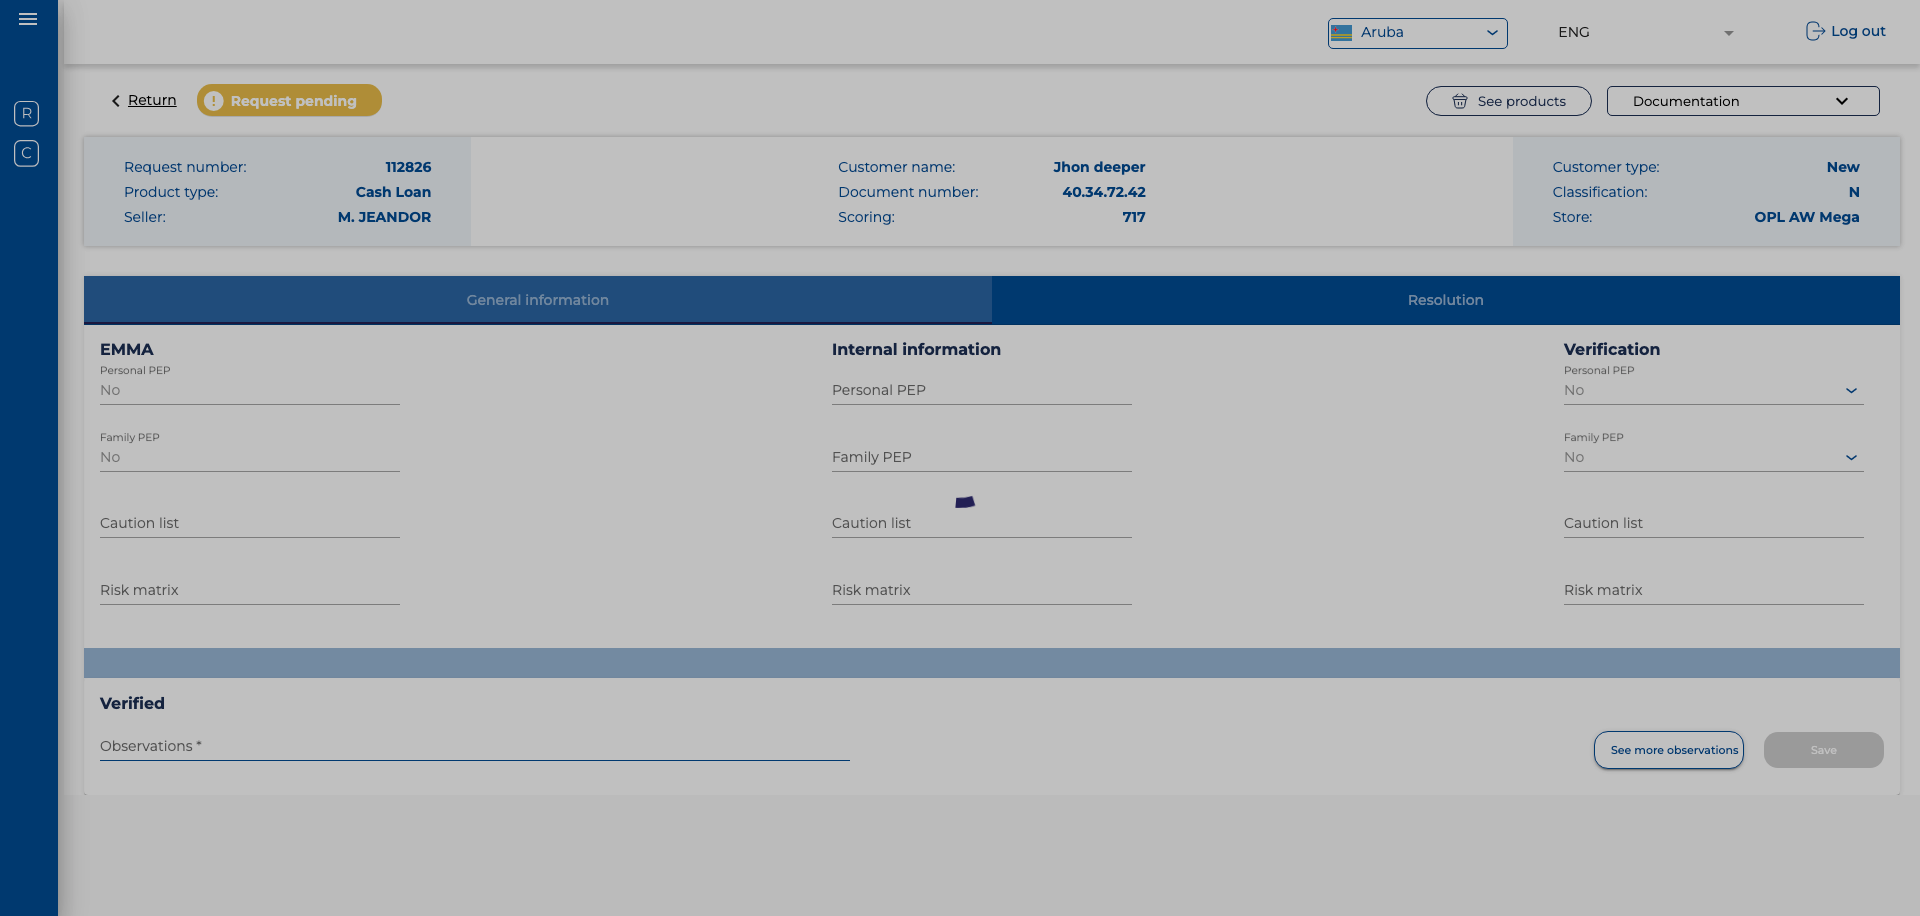 Aruba
ENG
Log out
R
C
Return
Request pending
See products
Documentation
Request number: 112826
Product type: Cash Loan
Seller: M. JEANDOR
Customer name: Jhon deeper
Document number: 40.34.72.42
Scoring: 717
Customer type: New
Classification: N
Store: OPL AW Mega
General information
Resolution
EMMA
Personal PEP
No
Family PEP
No
Caution list
Risk matrix
Internal information
Personal PEP
Family PEP
Caution list
Risk matrix
Verification
Personal PEP
No
Family PEP
No
Caution list
Risk matrix
Verified
Observations *
See more observations
Save